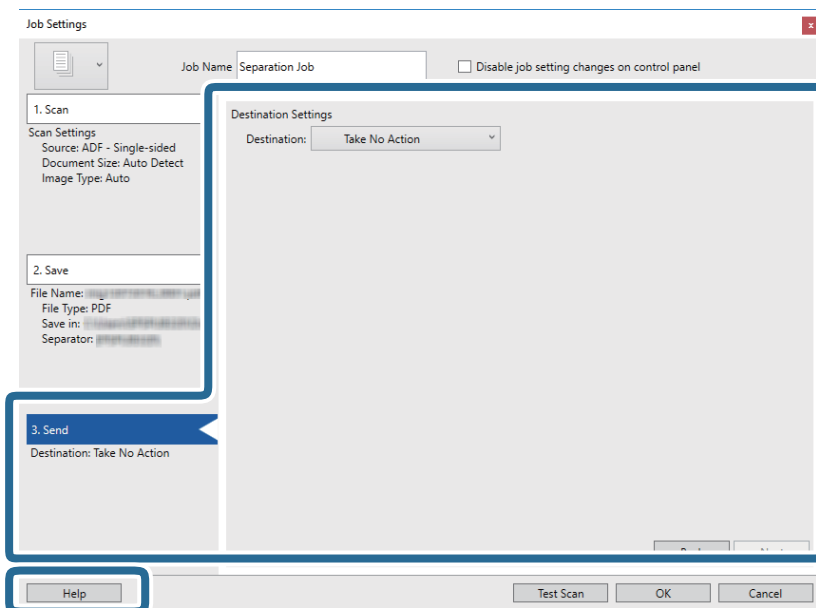 Job Settings
x
Job Name Separation Job Disable job setting changes on control panel
1. Scan
Scan Settings
Source: ADF - Single-sided
Document Size: Auto Detect
Image Type: Auto
2. Save
File Name:
File Type: PDF
Save in:
Separator:
3. Send
Destination: Take No Action
Destination Settings
Destination: Take No Action
Help Test Scan OK Cancel